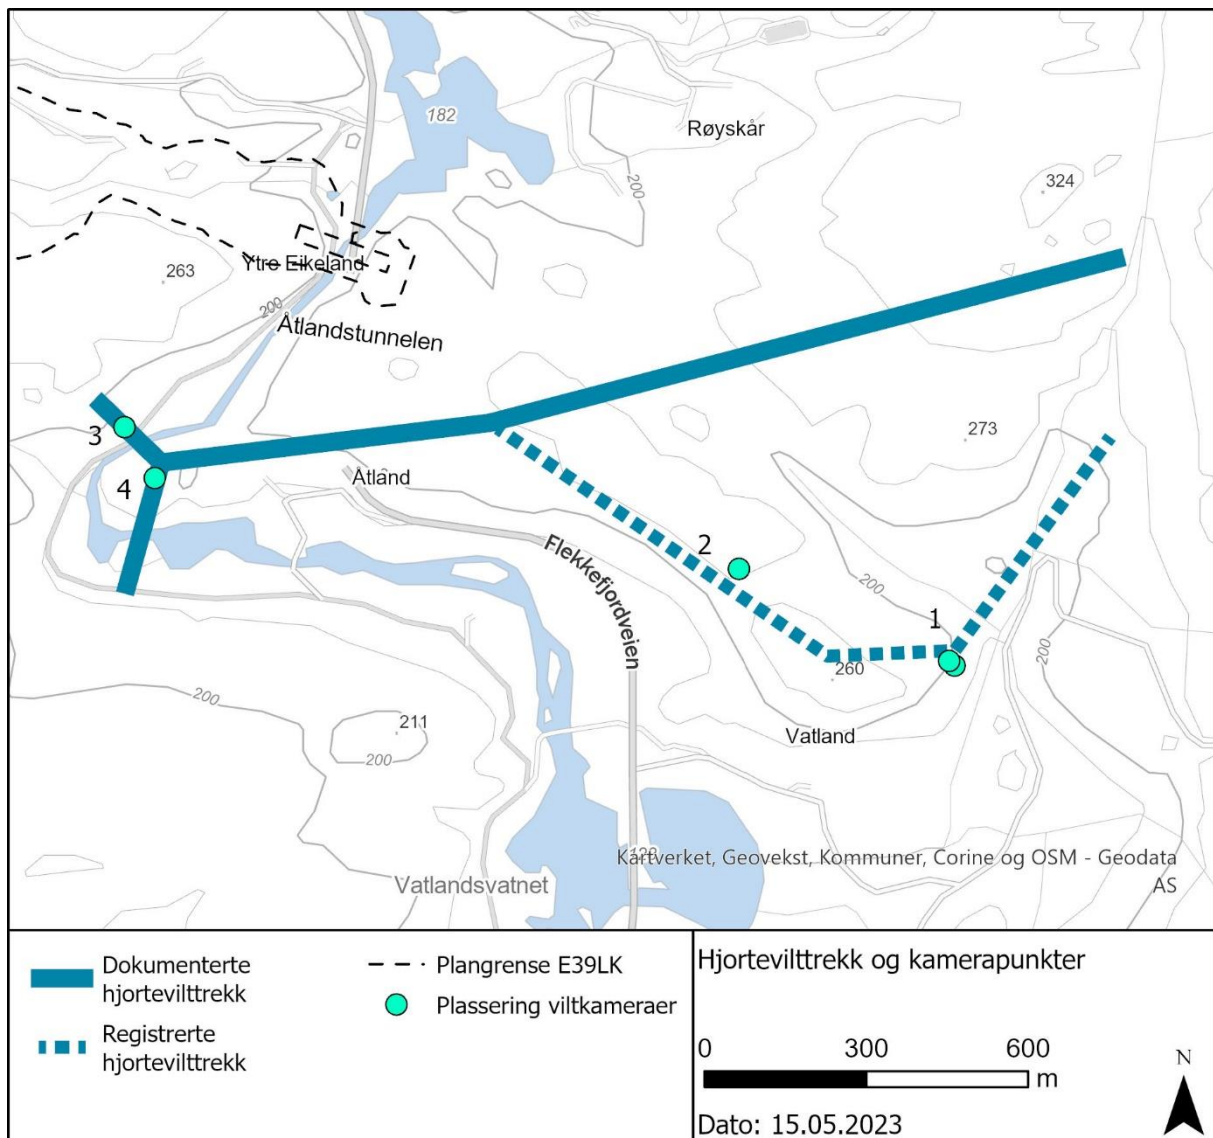 182
Røyskår
200
324
Ytre Eikeland
263
200
Åtlandstunnelen
273
3
Åtland
4
Flekkefjordveien
2
200
1
200
260
200
211
Vatland
200
128
Kartverket, Geovekst, Kommuner, Corine og OSM - Geodata
AS
Vatlandsvatnet
Dokumenterte
hjortevilttrekk
Registrerte
hjortevilttrekk
Plangrense E39LK
Plassering viltkameraer
Hjortevilttrekk og kamerapunkter
0 300 600
m
N
Dato: 15.05.2023